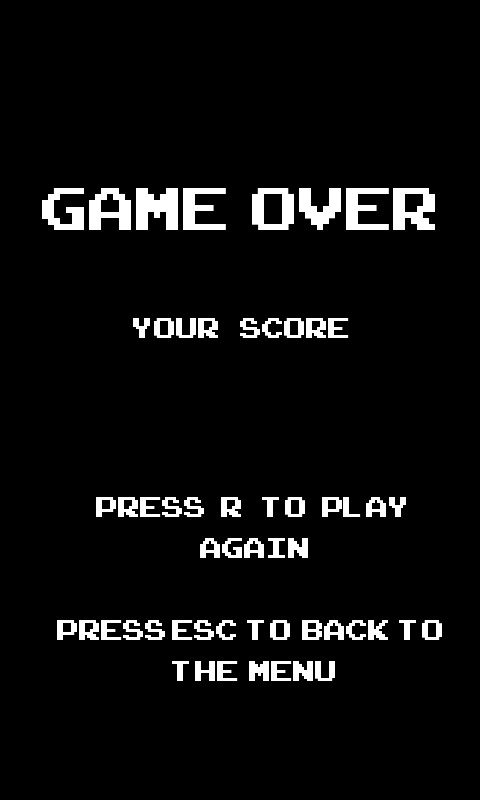 GAME OVER
YOUR SCORE
PRESS R TO PLAY
AGAIN
PRESS ESC TO BACK TO
THE MENU